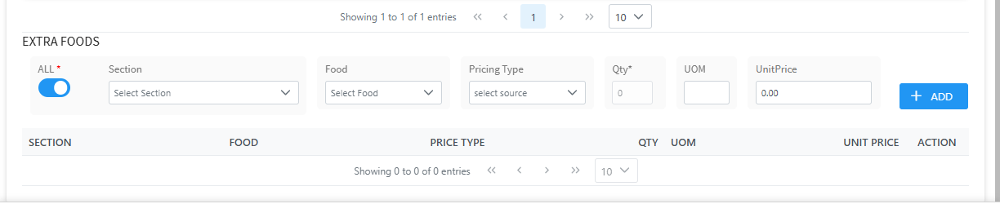 Showing 1 to 1 of 1 entries « ‹ 1 › » 10
EXTRA FOODS
ALL * Section Food Pricing Type Qty* UOM UnitPrice
Select Section Select Food select source 0 0.00
+ ADD
SECTION FOOD PRICE TYPE QTY UOM UNIT PRICE ACTION
Showing 0 to 0 of 0 entries « ‹ › » 10